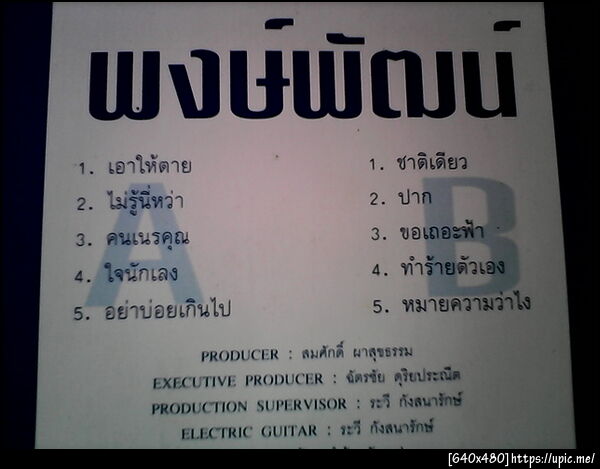 พงษ์พัฒน์
A
1. เอาให้ตาย
2. ไม่รู้นี่หว่า
3. คนเนรคุณ
4. ใจนักเลง
5. อย่าบ่อยเกินไป
B
1. ชาติเดียว
2. ปาก
3. ขอเถอะฟ้า
4. ทำร้ายตัวเอง
5. หมายความว่าไง
PRODUCER : สมศักดิ์ ผาสุขธรรม
EXECUTIVE PRODUCER : ฉัตรชัย ดุริยประณีต
PRODUCTION SUPERVISOR : ระวี กังสนารักษ์
ELECTRIC GUITAR : ระวี กังสนารักษ์
[640x480]https://upic.me/